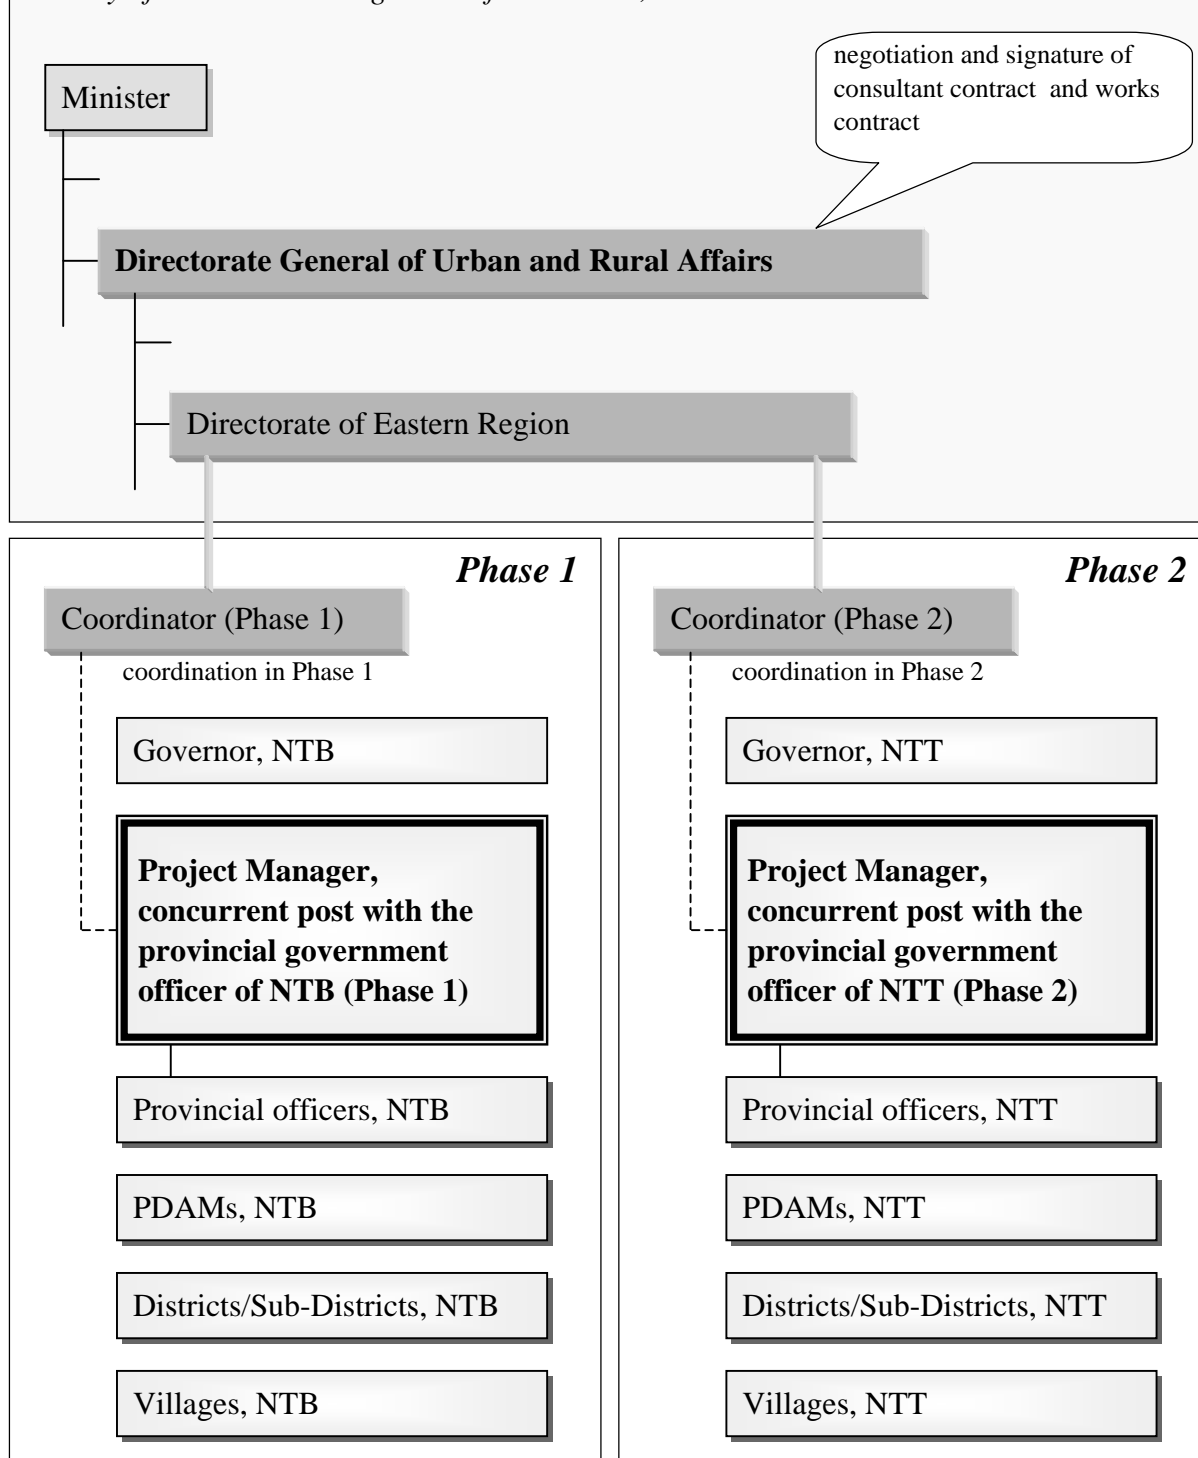 negotiation and signature of
consultant contract and works
contract
Minister
Directorate General of Urban and Rural Affairs
Directorate of Eastern Region
Phase 1
Coordinator (Phase 1)
coordination in Phase 1
Governor, NTB
Project Manager,
concurrent post with the
provincial government
officer of NTB (Phase 1)
Provincial officers, NTB
PDAMs, NTB
Districts/Sub-Districts, NTB
Villages, NTB
Phase 2
Coordinator (Phase 2)
coordination in Phase 2
Governor, NTT
Project Manager,
concurrent post with the
provincial government
officer of NTT (Phase 2)
Provincial officers, NTT
PDAMs, NTT
Districts/Sub-Districts, NTT
Villages, NTT